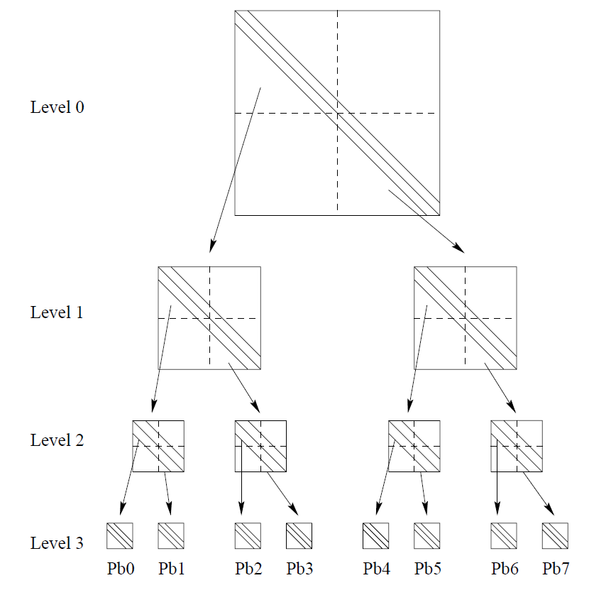 Level 0
Level 1
Level 2
Level 3
Pb0 Pb1 Pb2 Pb3 Pb4 Pb5 Pb6 Pb7